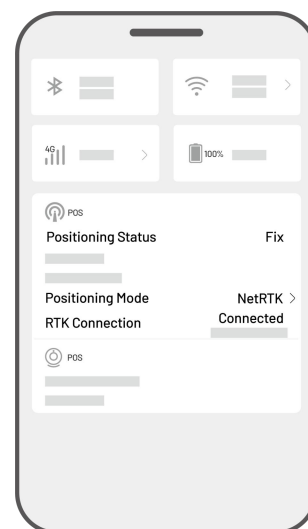 4G
100%
POS
Positioning Status Fix
Positioning Mode NetRTK >
RTK Connection Connected
POS